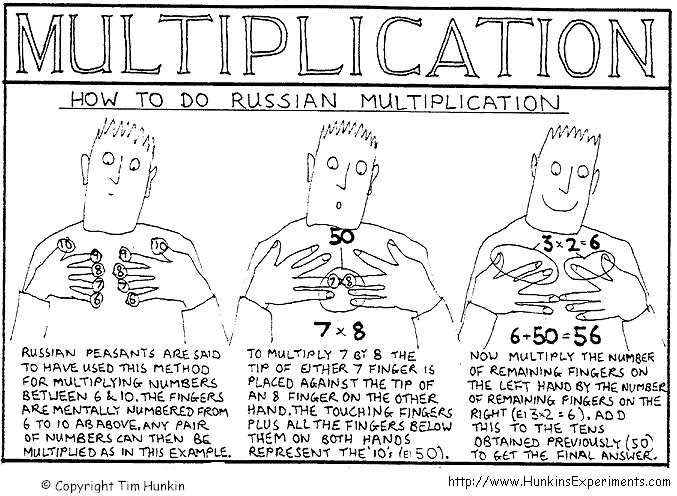 MULTIPLICATION
HOW TO DO RUSSIAN MULTIPLICATION
10 10
9 9
8 8
7 7
6 6
RUSSIAN PEASANTS ARE SAID
TO HAVE USED THIS METHOD
FOR MULTIPLYING NUMBERS
BETWEEN 6 & 10. THE FINGERS
ARE MENTALLY NUMBERED FROM
6 TO 10 AB ABOVE. ANY PAIR
OF NUMBERS CAN THEN BE
MULTIPLIED AS IN THIS EXAMPLE.
50
7 × 8
7 × 8
TO MULTIPLY 7 BY 8 THE
TIP OF EITHER 7 FINGER IS
PLACED AGAINST THE TIP OF
AN 8 FINGER ON THE OTHER
HAND. THE TOUCHING FINGERS
PLUS ALL THE FINGERS BELOW
THEM ON BOTH HANDS
REPRESENT THE '10's (EI 50).
3×2=6
6+50=56
NOW MULTIPLY THE NUMBER
OF REMAINING FINGERS ON
THE LEFT HAND BY THE NUMBER
OF REMAINING FINGERS ON THE
RIGHT (EI 3×2=6). ADD
THIS TO THE TENS
OBTAINED PREVIOUSLY (50)
TO GET THE FINAL ANSWER.
© Copyright Tim Hunkin
http://www.HunkinsExperiments.com